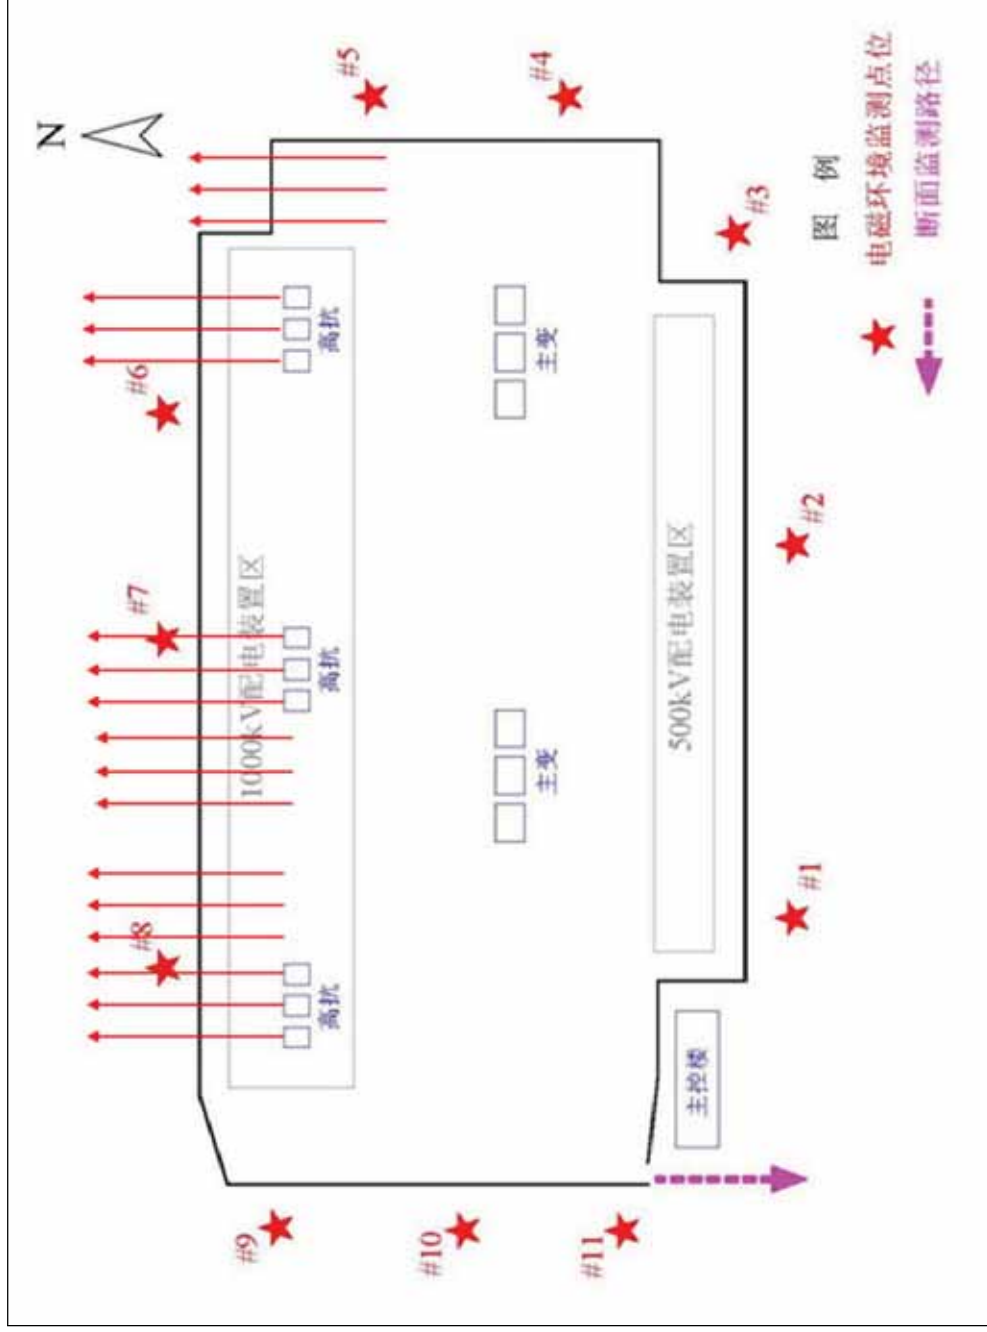 N
#5
#4
#6
#7
#8
1000kV配电装置区
高抗
高抗
高抗
主变
主变
#3
#9
#10
#11
500kV配电装置区
主控楼
#1
#2
图 例
电磁环境监测点位
断面监测路径